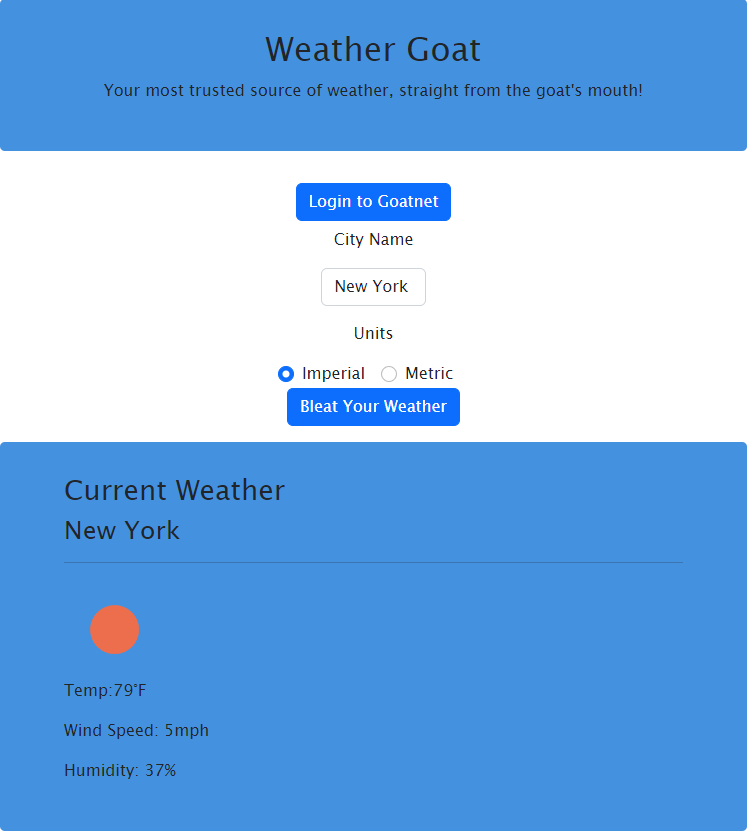 Weather Goat
Your most trusted source of weather, straight from the goat's mouth!
Login to Goatnet
City Name
New York
Units
Imperial Metric
Bleat Your Weather
Current Weather
New York
Temp:79°F
Wind Speed: 5mph
Humidity: 37%